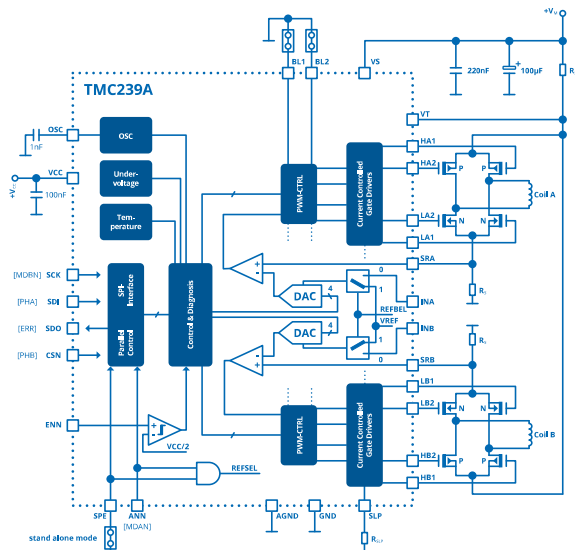 +VM
BL1
BL2
VS
220nF
100µF
R
TMC239A
VT
OSC
OSC
1nF
HA1
HA2
P
P
VCC
Under-
voltage
+VCC
100nF
PWM-CTRL
Current Controlled
Gate Drivers
Coil A
Tem-
perature
LA2
N
N
LA1
SRA
[MDBN] SCK
SPI-
Interface
Parallel
Control
Control & Diagnosis
+
−
0
4
DAC
1
INA
RS
[PHA] SDI
REFBEL
VREF
[ERR] SDO
4
DAC
INB
RS
[PHB] CSN
1
0
+
−
SRB
LB1
LB2
N
N
ENN
VCC/2
PWM-CTRL
Current Controlled
Gate Drivers
Coil B
HB2
P
P
HB1
REFSEL
SPE
ANN
[MDAN]
AGND
GND
SLP
stand alone mode
RSLP